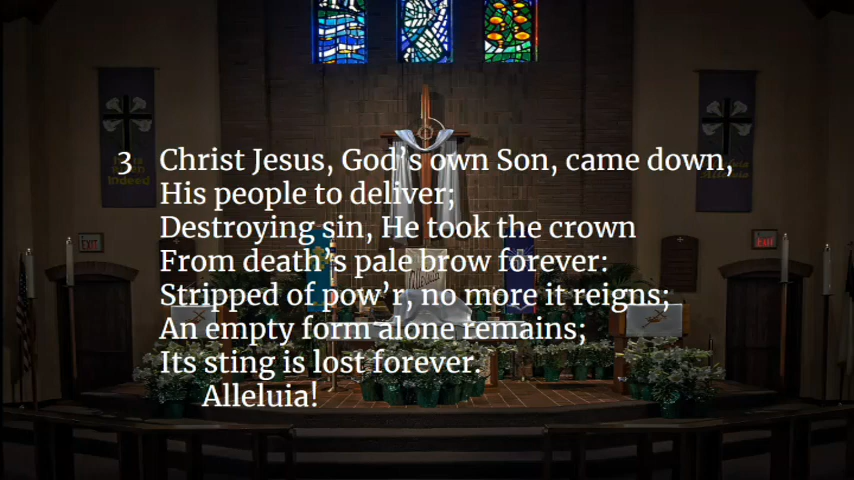 3 Christ Jesus, God's own Son, came down,
His people to deliver;
Destroying sin, He took the crown
From death's pale brow forever:
Stripped of pow'r, no more it reigns;
An empty form alone remains;
Its sting is lost forever.
Alleluia!
EXIT
EXIT
Indeed
Alleluia